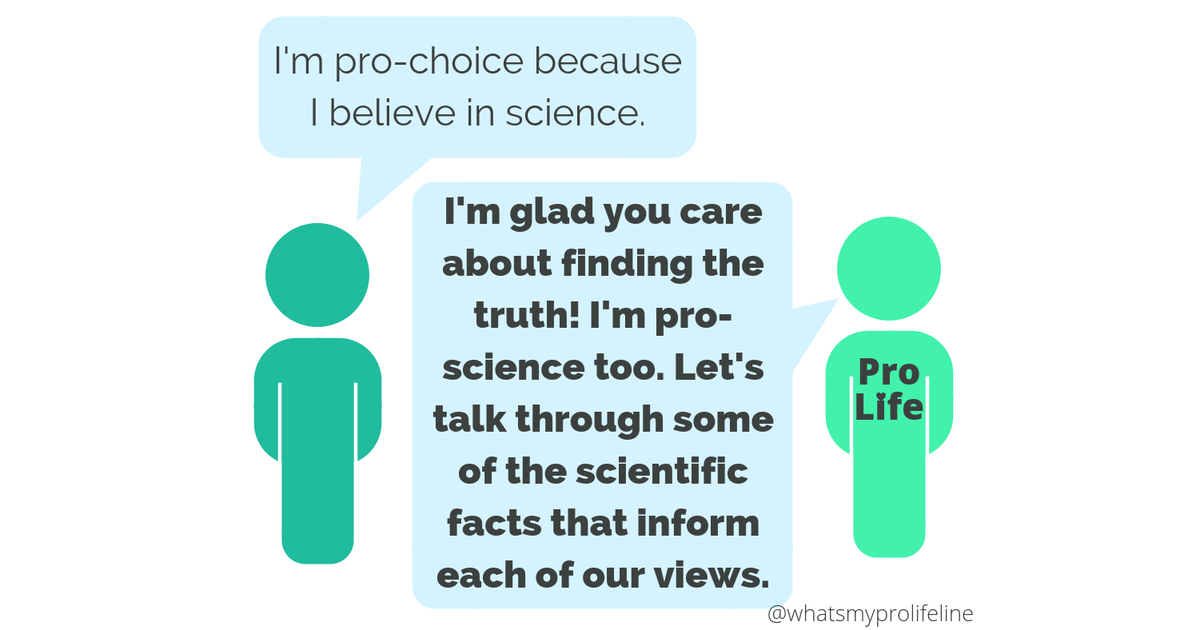 I'm pro-choice because
I believe in science.
I'm glad you care
about finding the
truth! I'm pro-
science too. Let's
talk through some
of the scientific
facts that inform
each of our views.
Pro
Life
@whatsmyprolifeline